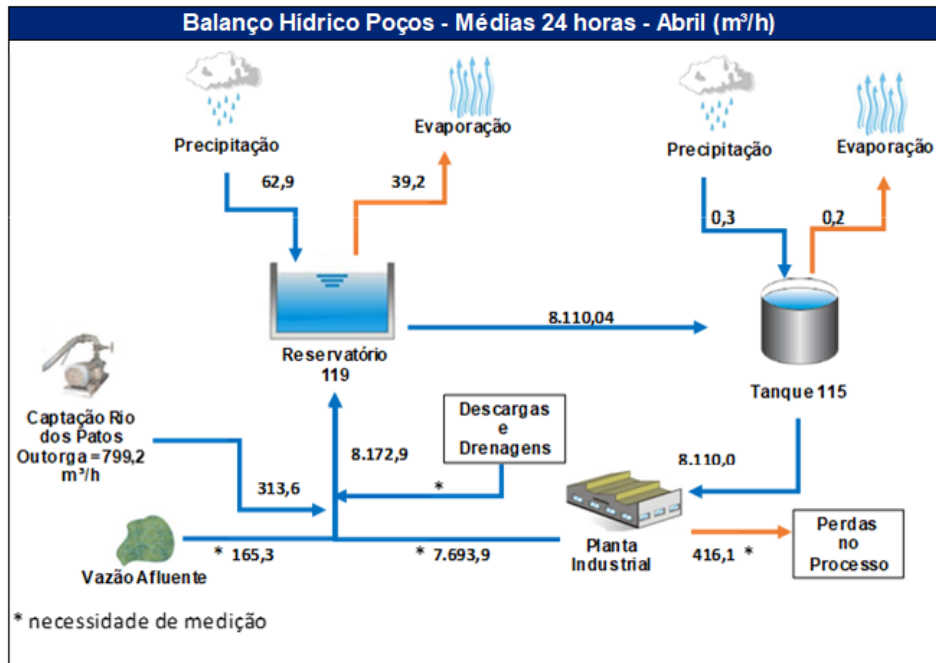 Balanço Hídrico Poços - Médias 24 horas - Abril (m³/h)
Precipitação
Evaporação
Precipitação
Evaporação
62,9
39,2
0,3
0,2
8.110,04
Reservatório
119
Tanque 115
Captação Rio
dos Patos
Outorga=799,2
m³/h
Descargas
e
Drenagens
8.172,9
8.110,0
313,6
*
Perdas
no
Processo
Vazão Afluente
* 165,3
* 7.693,9
Planta
Industrial
416,1 *
* necessidade de medição